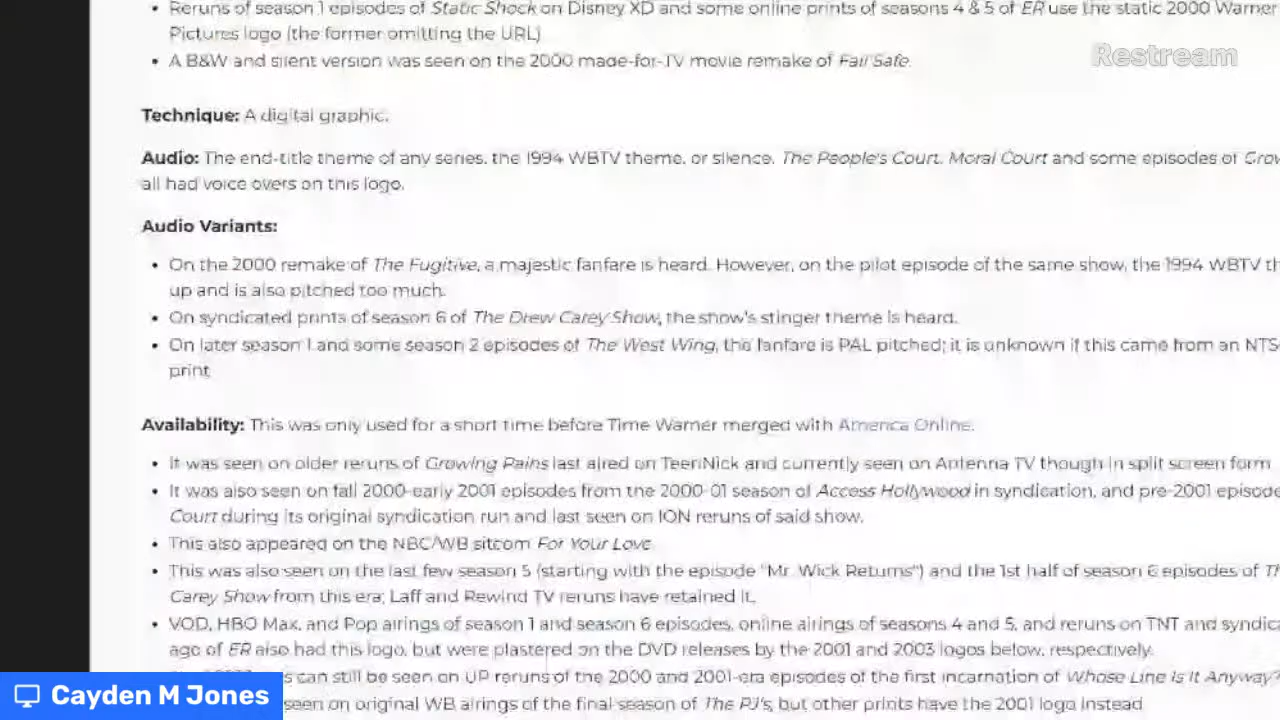 Reruns of season 1 episodes of Static Shock on Disney XD and some online prints of seasons 4 & 5 of ER use the static 2000 Warner
Pictures logo (the former omitting the URL)
Restream
A B&W and silent version was seen on the 2000 made-for-TV movie remake of Fail Safe.
Technique: A digital graphic.
Audio: The end-title theme of any series, the 1994 WBTV theme, or silence. The People's Court, Moral Court and some episodes of
all had voice overs on this logo.
Audio Variants:
On the 2000 remake of The Fugitive, a majestic fanfare is heard. However, on the pilot episode of the same show, the 1994 WBTV
up and is also pitched too much.
On syndicated prints of season 6 of The Drew Carey Show, the show's stinger theme is heard.
On later season 1 and some season 2 episodes of The West Wing, the fanfare is PAL pitched; it is unknown if this came from an
print
Availability: This was only used for a short time before Time Warner merged with America Online.
It was seen on older reruns of Growing Pains last aired on TeenNick and currently seen on Antenna TV though in split screen form
It was also seen on fall 2000-early 2001 episodes from the 2000-01 season of Access Hollywood in syndication, and pre-2001
Court during its original syndication run and last seen on ION reruns of said show.
This also appeared on the NBC/WB sitcom For Your Love
This was also seen on the last few season 5 (starting with the episode "Mr. Wick Returns") and the 1st half of season 6 episodes of
Carey Show from this era; Laff and Rewind TV reruns have retained it.
VOD, HBO Max, and Pop airings of season 1 and season 6 episodes, online airings of seasons 4 and 5, and reruns on TNT and
ago of ER also had this logo, but were plastered on the DVD releases by the 2001 and 2003 logos below, respectively.
can still be seen on UP reruns of the 2000 and 2001-era episodes of the first incarnation of Whose Line Is It Anyway?
Cayden M Jones
seen on original WB airings of the final season of The PJ's, but other prints have the 2001 logo instead